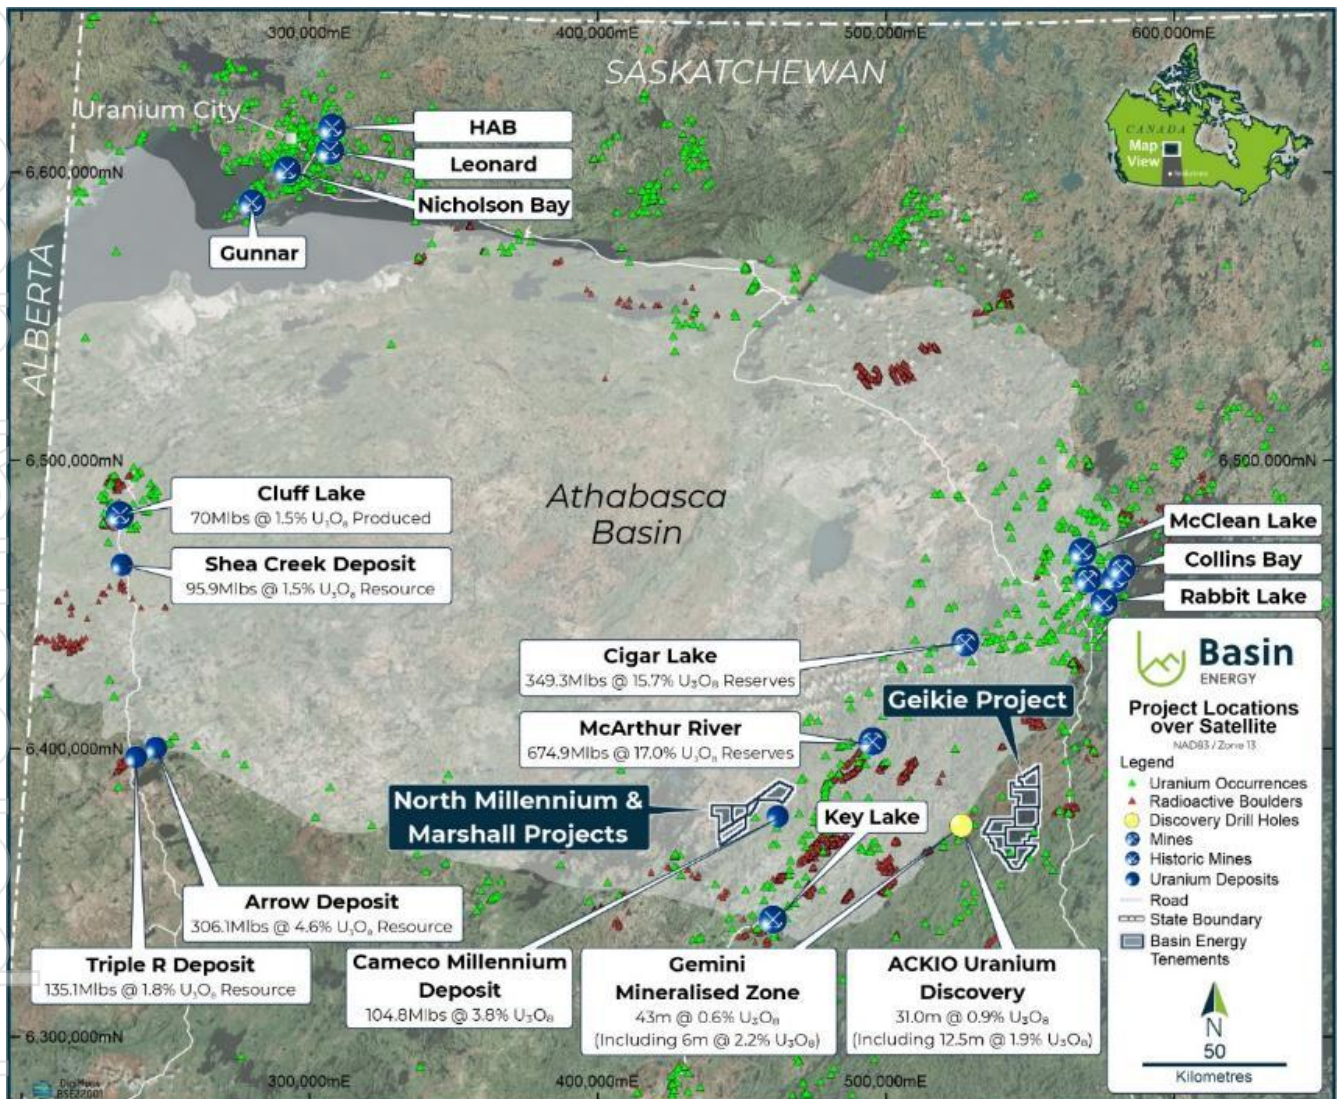 300,000mE
400,000mE
500,000mE
600,000mE
SASKATCHEWAN
Uranium City
HAB
Leonard
Nicholson Bay
Gunnar
CANADA
Map
View
6,600,000mN
ALBERTA
6,500,000mN
6,500,000mN
Athabasca
Basin
Cluff Lake
70Mlbs @ 1.5% U₃O₈ Produced
Shea Creek Deposit
95.9Mlbs @ 1.5% U₃O₈ Resource
McClean Lake
Collins Bay
Rabbit Lake
Cigar Lake
349.3Mlbs @ 15.7% U₃O₈ Reserves
McArthur River
674.9Mlbs @ 17.0% U₃O₈ Reserves
Geikie Project
6,400,000mN
North Millennium &
Marshall Projects
Key Lake
Arrow Deposit
306.1Mlbs @ 4.6% U₃O₈ Resource
Triple R Deposit
135.1Mlbs @ 1.8% U₃O₈ Resource
Cameco Millennium
Deposit
104.8Mlbs @ 3.8% U₃O₈
Gemini
Mineralised Zone
43m @ 0.6% U₃O₈
(Including 6m @ 2.2% U₃O₈)
ACKIO Uranium
Discovery
31.0m @ 0.9% U₃O₈
(Including 12.5m @ 1.9% U₃O₈)
6,300,000mN
300,000mE
400,000mE
500,000mE
DigiMaps
BSE22001
Basin
ENERGY
Project Locations
over Satellite
NAD83 / Zone 13
Legend
Uranium Occurrences
Radioactive Boulders
Discovery Drill Holes
Mines
Historic Mines
Uranium Deposits
Road
State Boundary
Basin Energy
Tenements
N
50
Kilometres